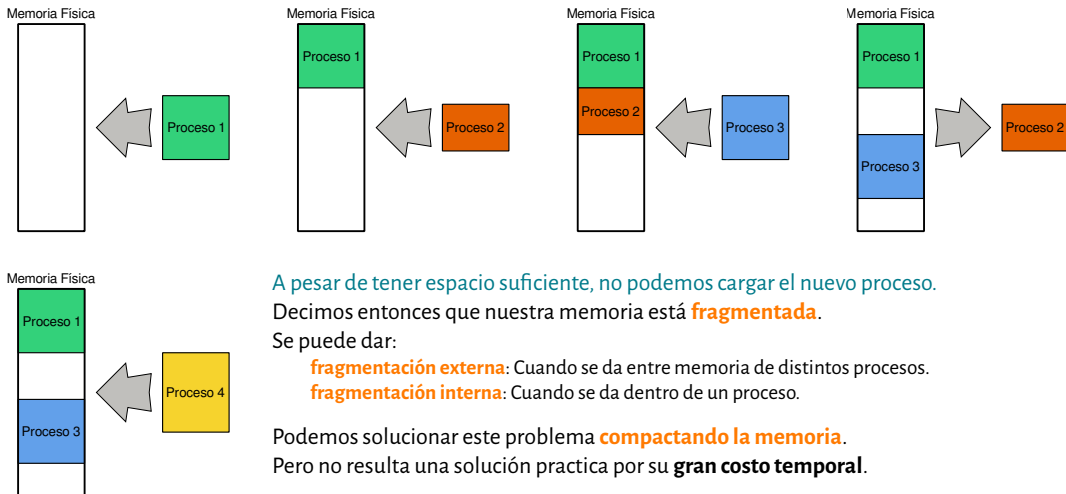 Memoria Física
Proceso 1
Proceso 1
Memoria Física
Proceso 1
Proceso 2
Memoria Física
Proceso 1
Proceso 2
Proceso 3
Memoria Física
Proceso 1
Proceso 3
Proceso 2
Memoria Física
Proceso 1
Proceso 3
Proceso 4
A pesar de tener espacio suficiente, no podemos cargar el nuevo proceso.
Decimos entonces que nuestra memoria está fragmentada.
Se puede dar:
fragmentación externa: Cuando se da entre memoria de distintos procesos.
fragmentación interna: Cuando se da dentro de un proceso.
Podemos solucionar este problema compactando la memoria.
Pero no resulta una solución practica por su gran costo temporal.